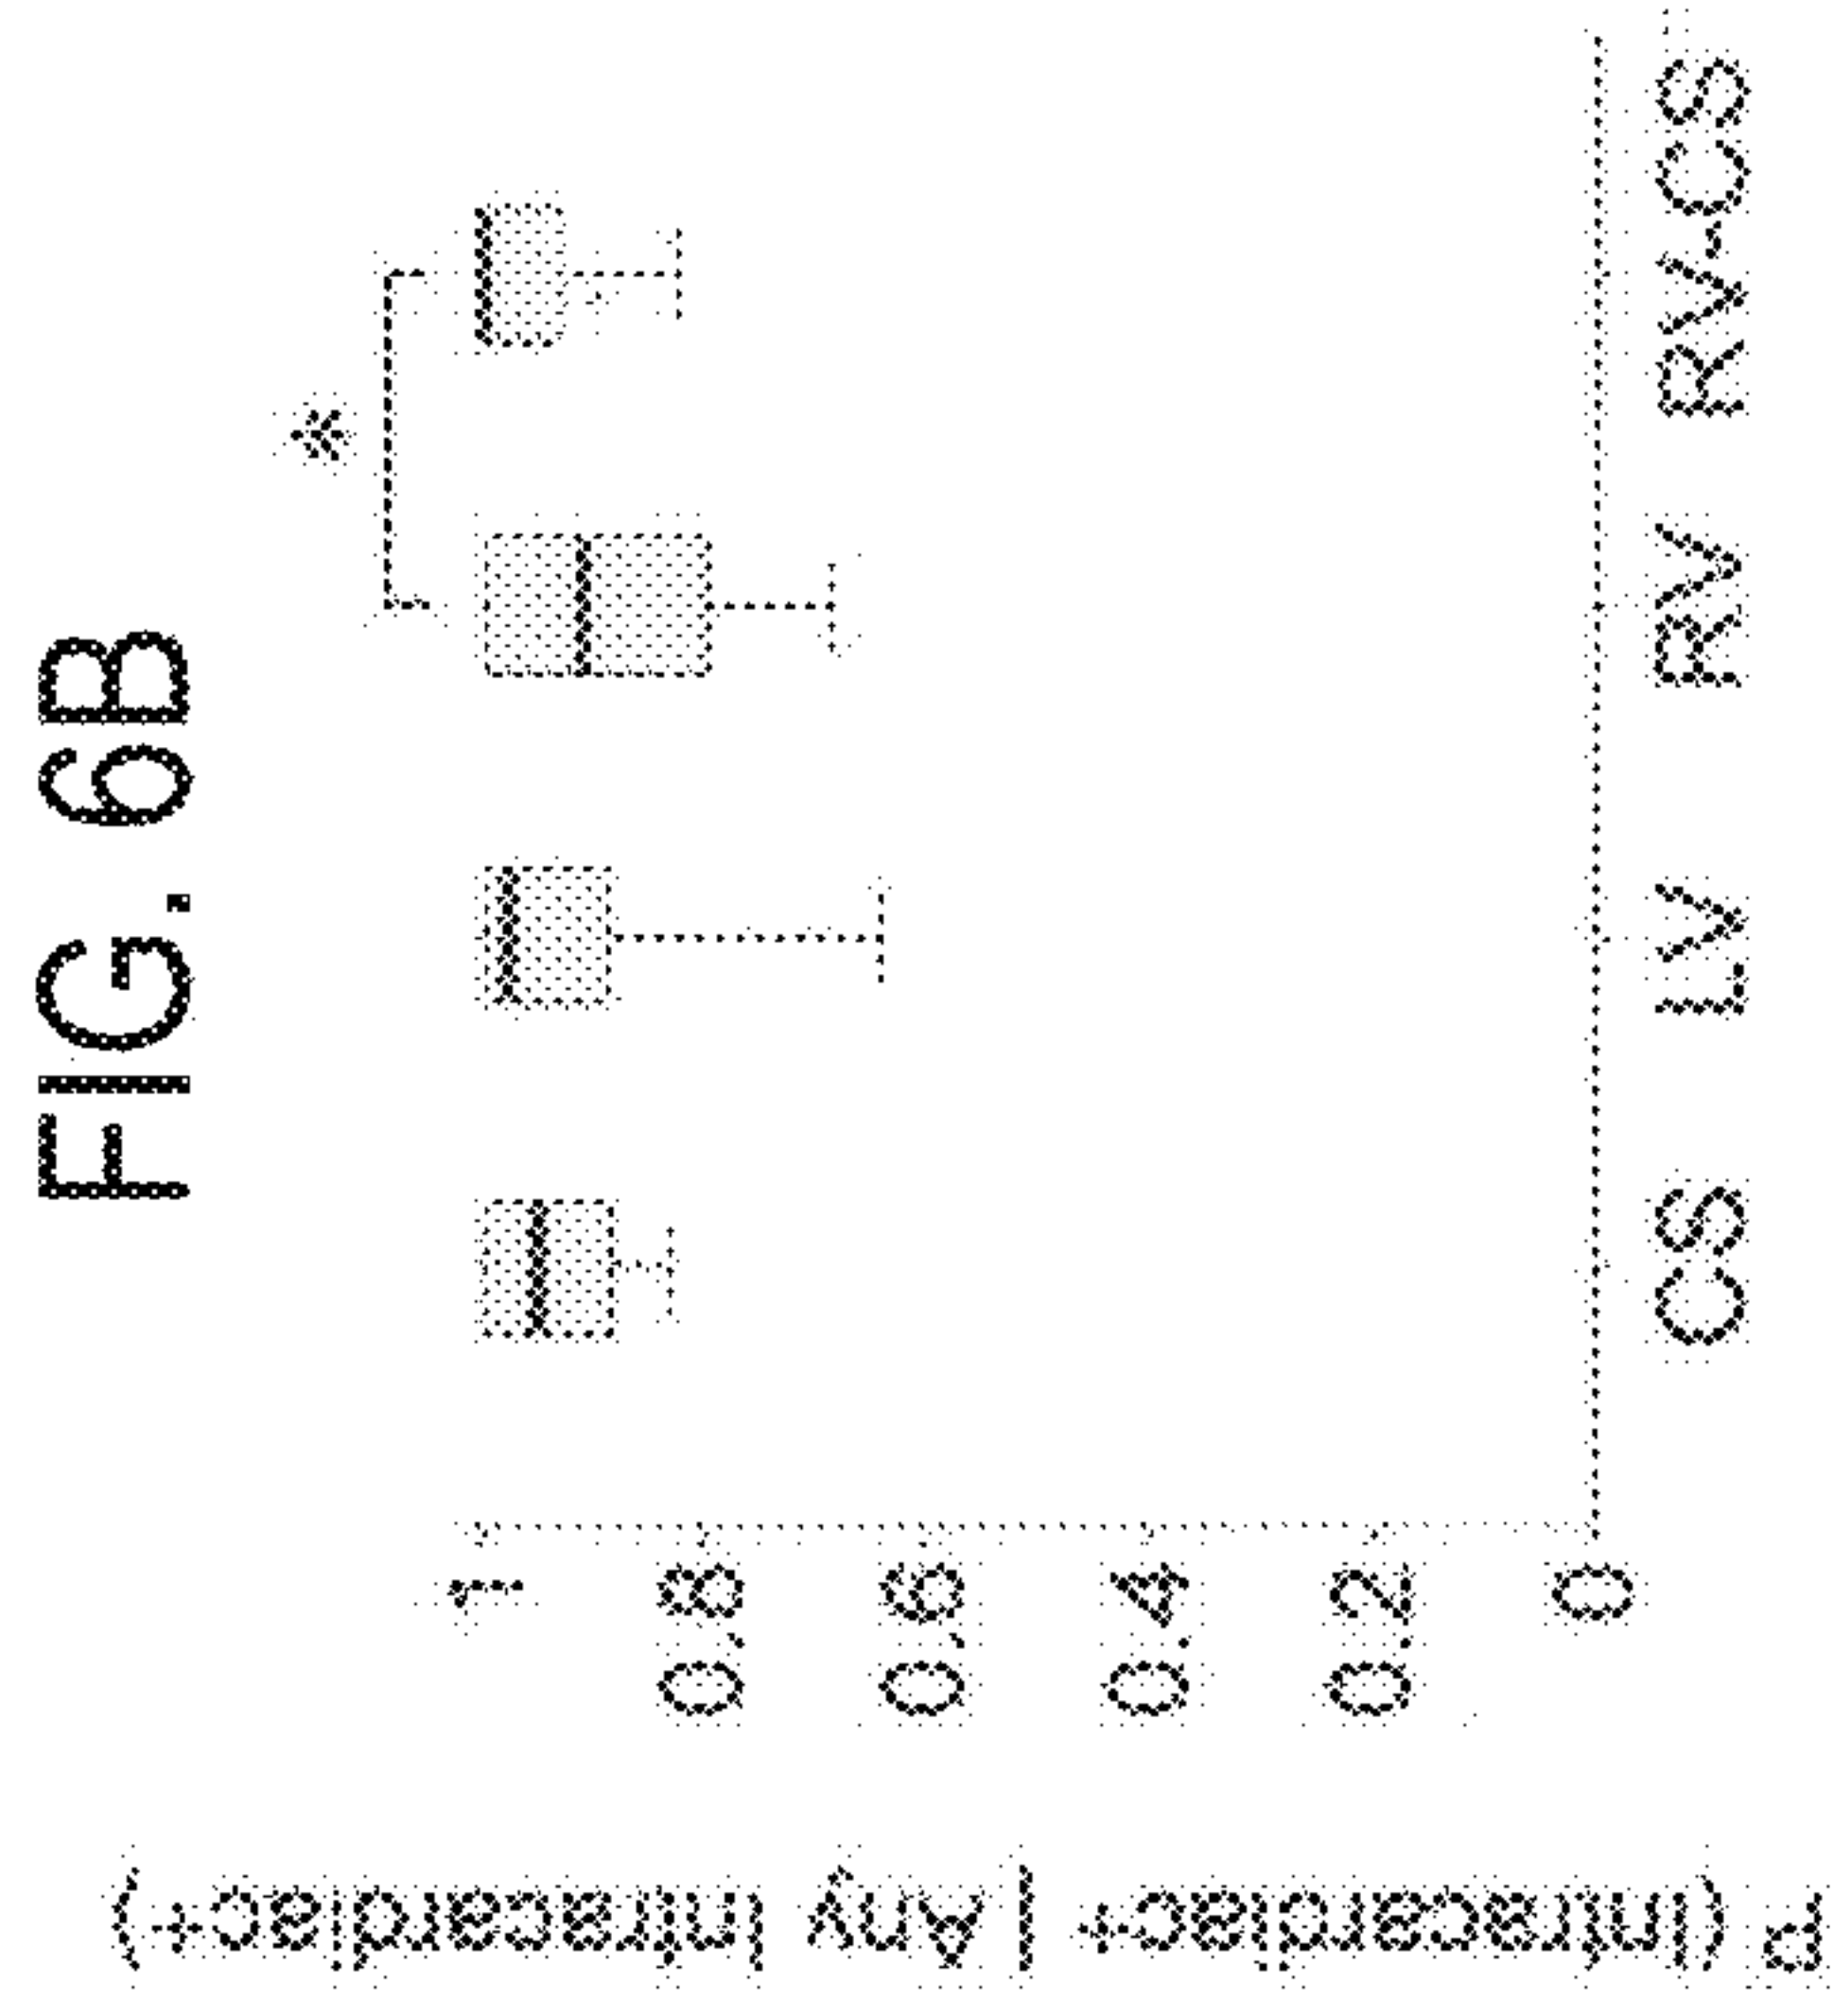 FIG. 6B
*
P (Intracardiac+ | Any Intracardiac+)
1
0.8
0.6
0.4
0.2
0
CS LV RV RV-CS